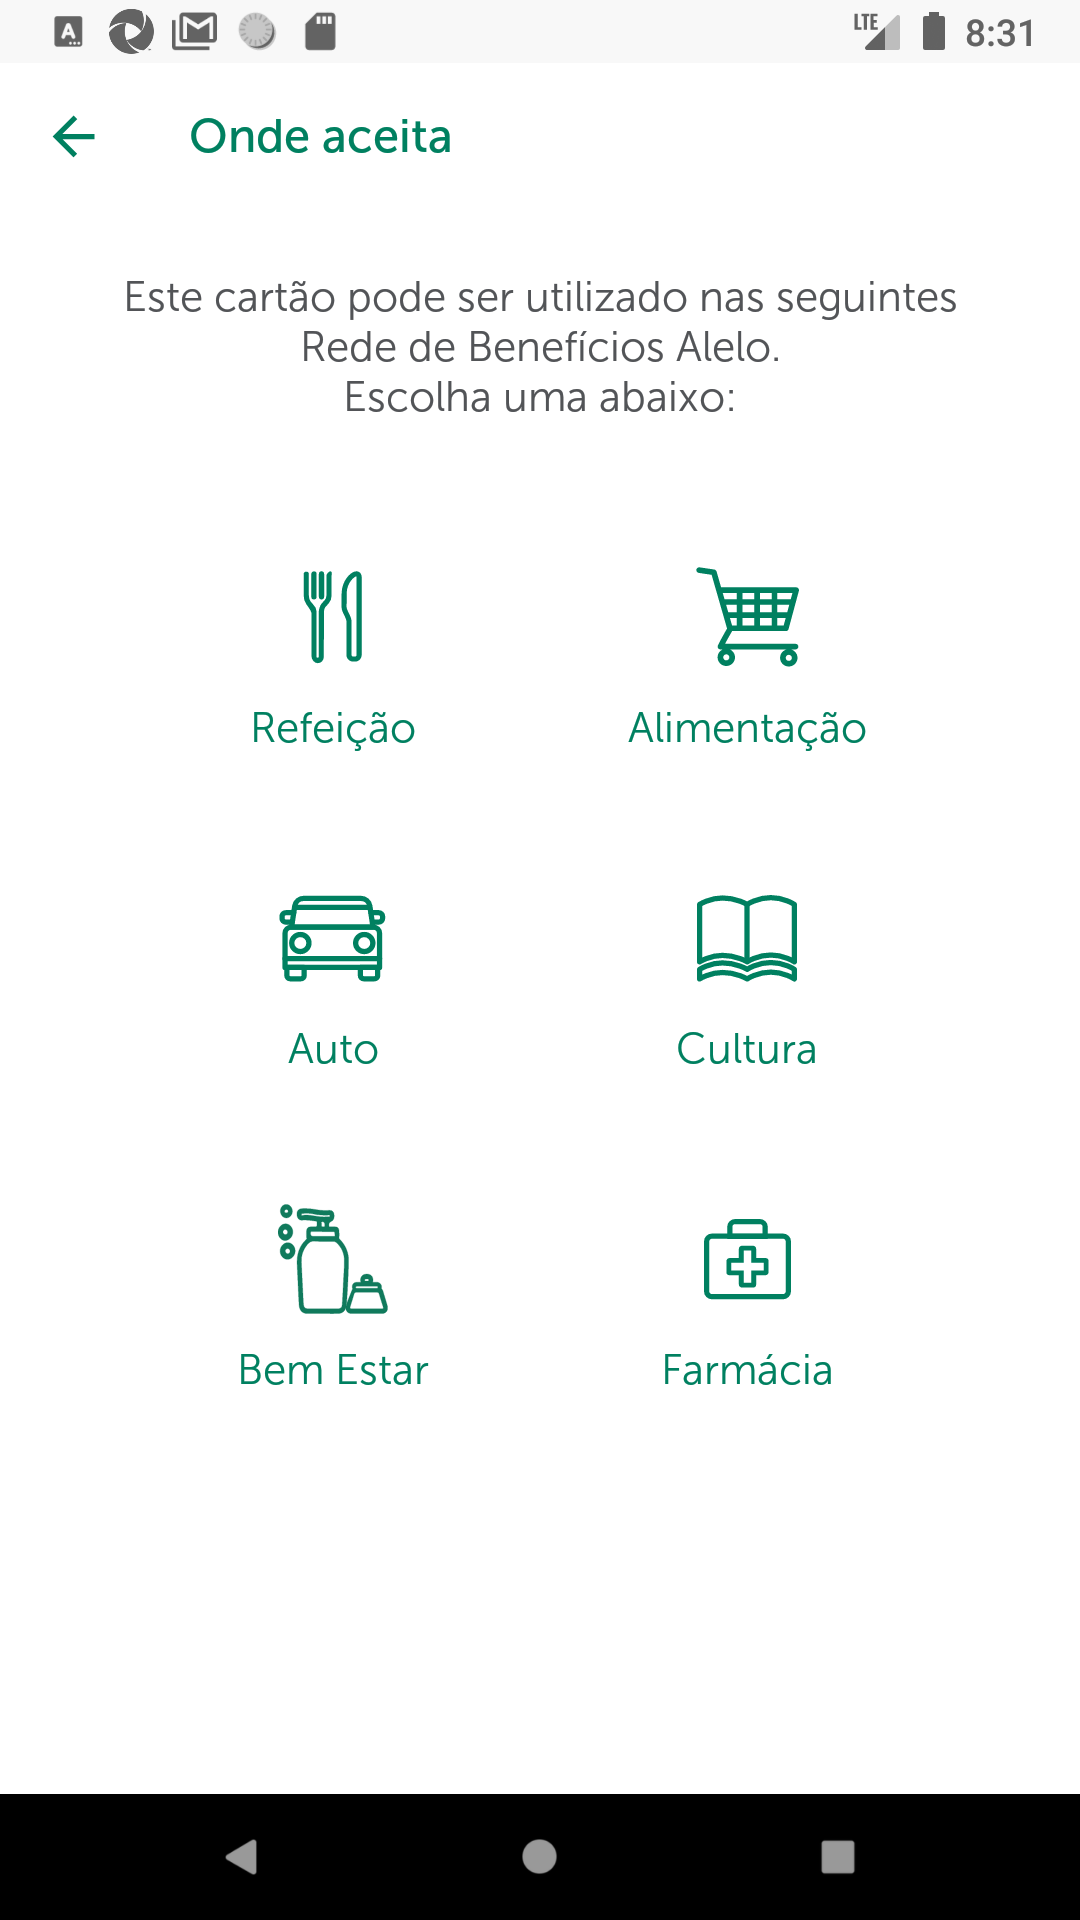 LTE 8:31
Onde aceita
Este cartão pode ser utilizado nas seguintes
Rede de Benefícios Alelo.
Escolha uma abaixo:
Refeição
Alimentação
Auto
Cultura
Bem Estar
Farmácia